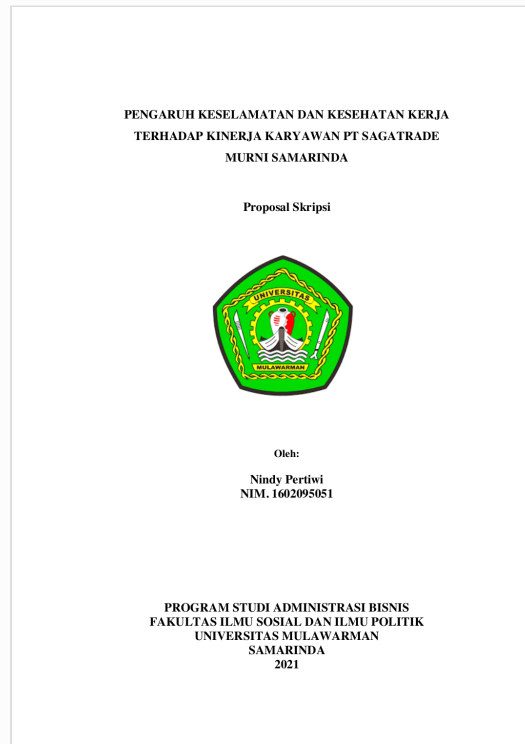 PENGARUH KESELAMATAN DAN KESEHATAN KERJA
TERHADAP KINERJA KARYAWAN PT SAGATRADE
MURNI SAMARINDA
Proposal Skripsi
UNIVERSITAS
MULAWARMAN
Oleh:
Nindy Pertiwi
NIM. 1602095051
PROGRAM STUDI ADMINISTRASI BISNIS
FAKULTAS ILMU SOSIAL DAN ILMU POLITIK
UNIVERSITAS MULAWARMAN
SAMARINDA
2021